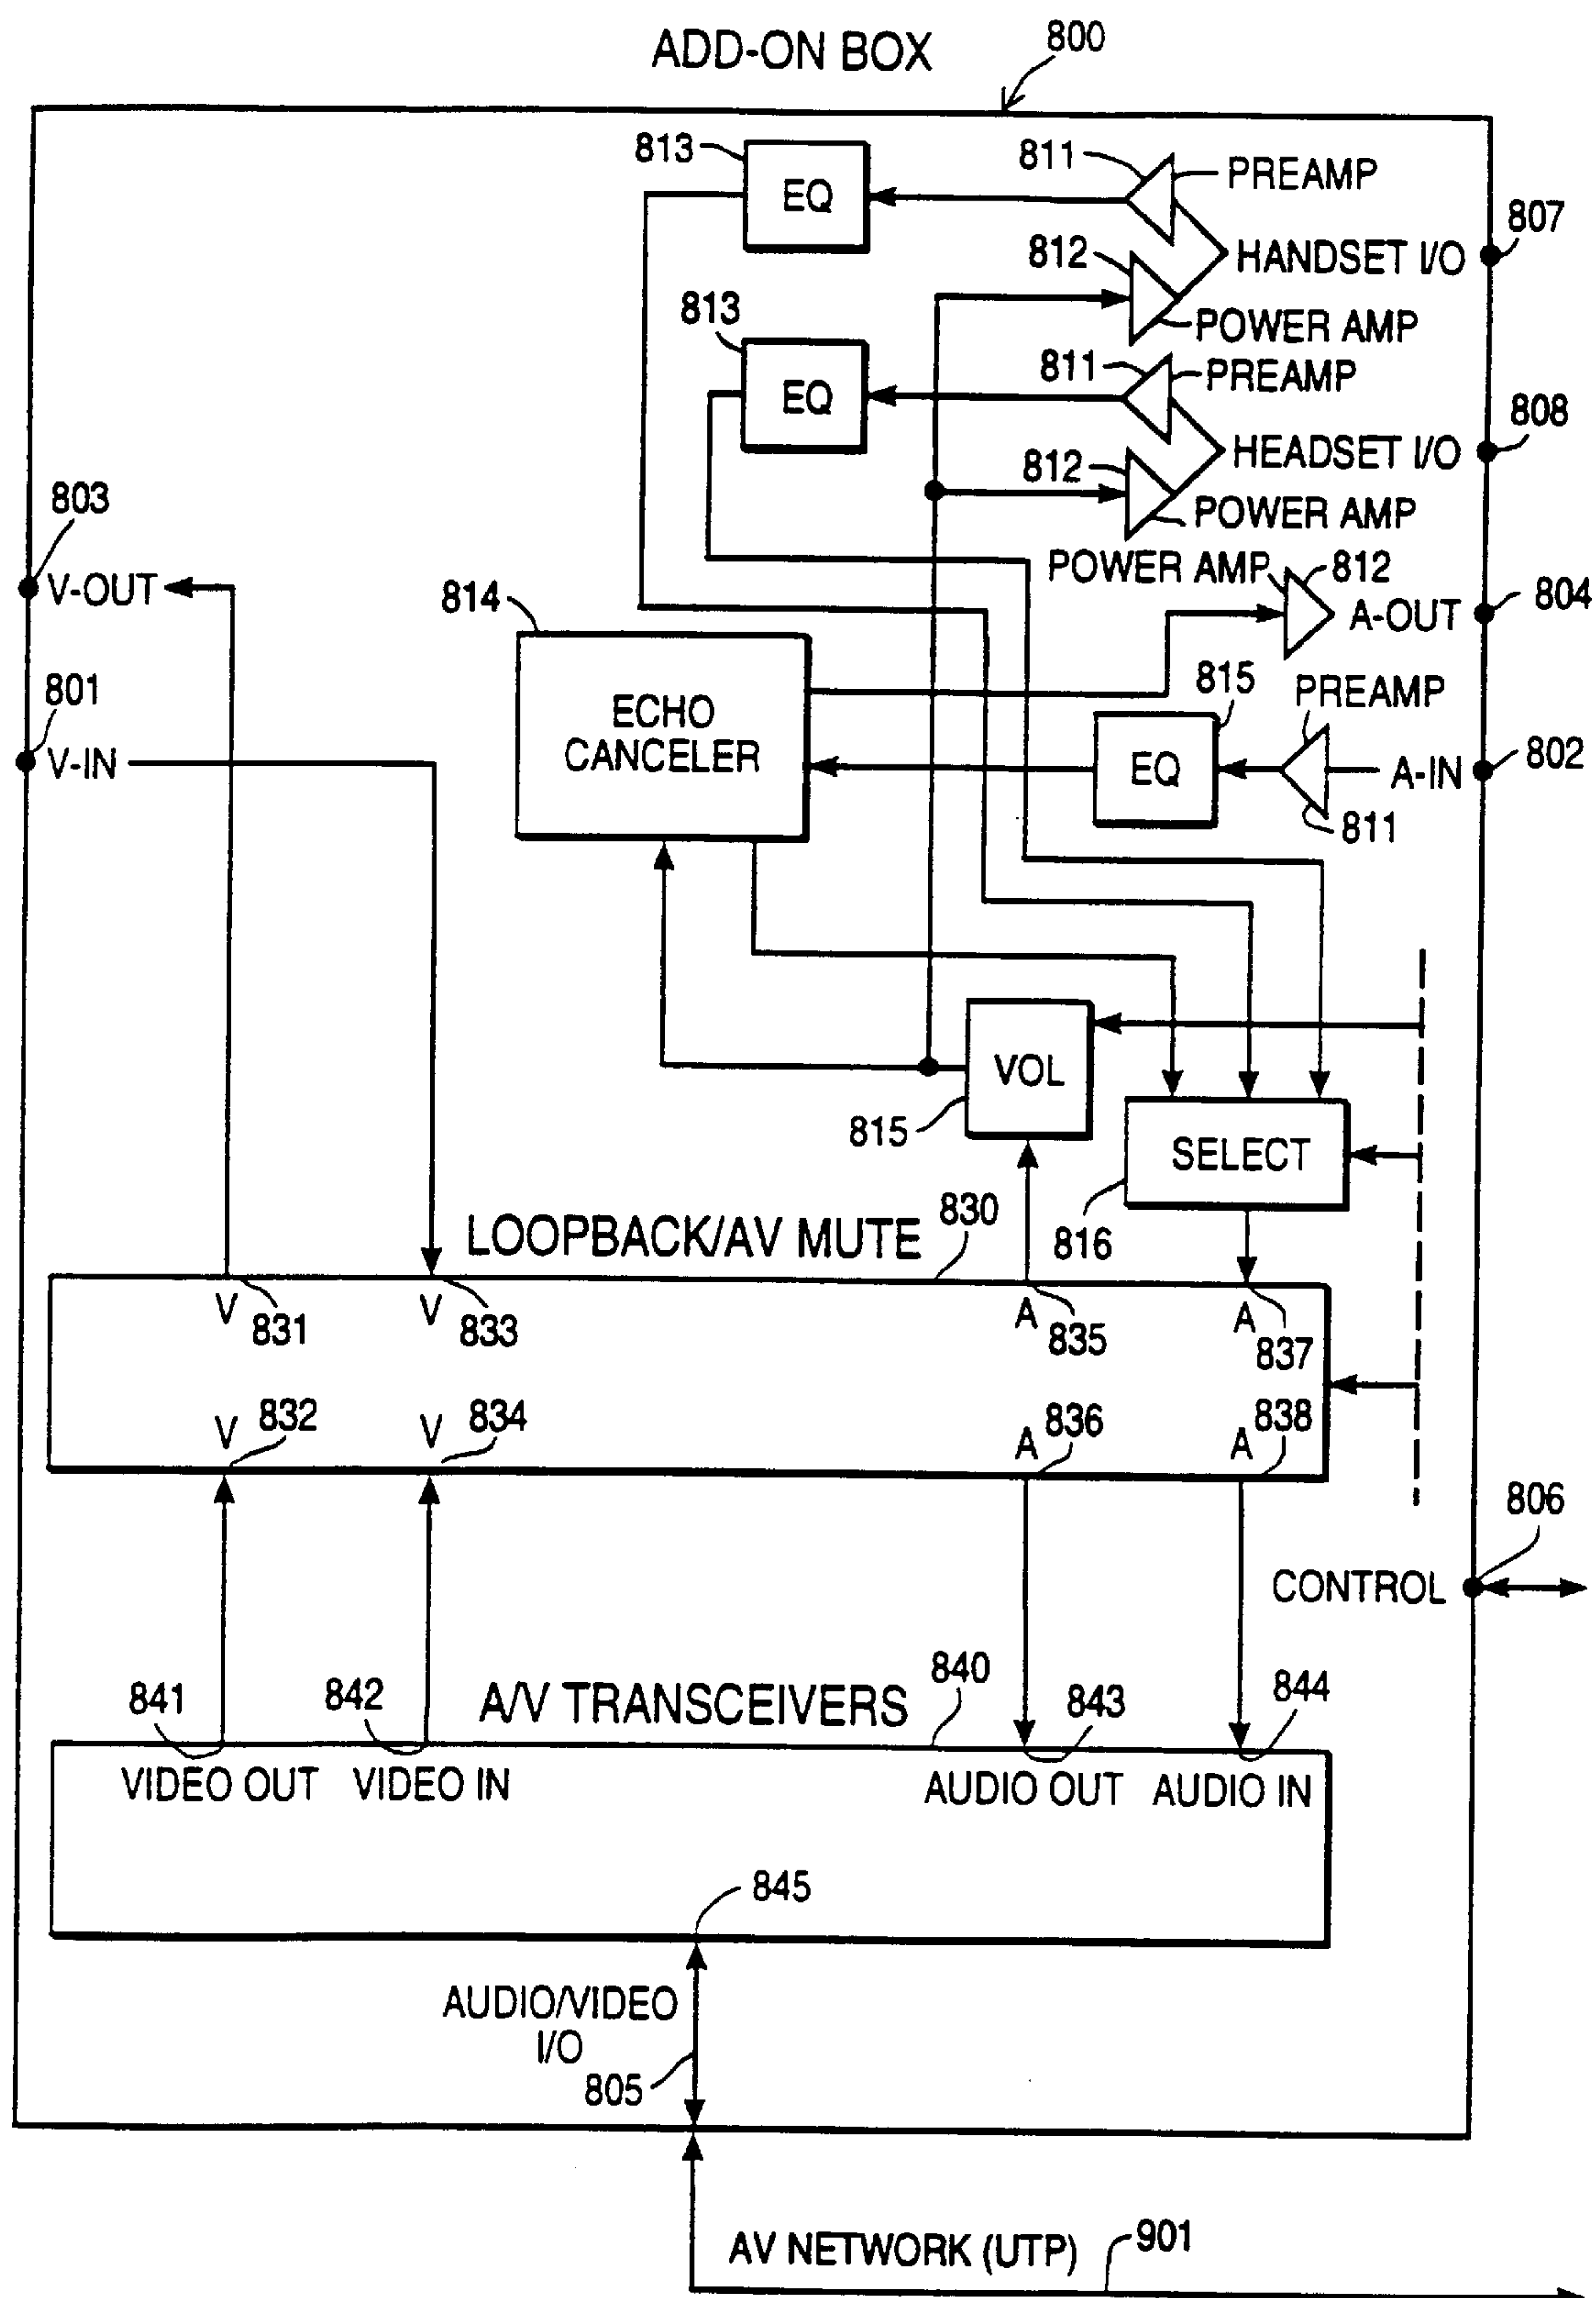 ADD-ON BOX
800
813
EQ
811
PREAMP
807
HANDSET I/O
812
POWER AMP
813
EQ
811
PREAMP
808
HEADSET I/O
812
POWER AMP
803
V-OUT
POWER AMP
812
804
A-OUT
814
801
V-IN
ECHO
CANCELER
815
EQ
PREAMP
A-IN
802
811
VOL
815
SELECT
816
LOOPBACK/AV MUTE
830
V
831
V
833
A
835
A
837
V
832
V
834
A
836
A
838
806
CONTROL
841
842
A/V TRANSCEIVERS
840
843
844
VIDEO OUT
VIDEO IN
AUDIO OUT
AUDIO IN
845
AUDIO/VIDEO
I/O
805
AV NETWORK (UTP)
901